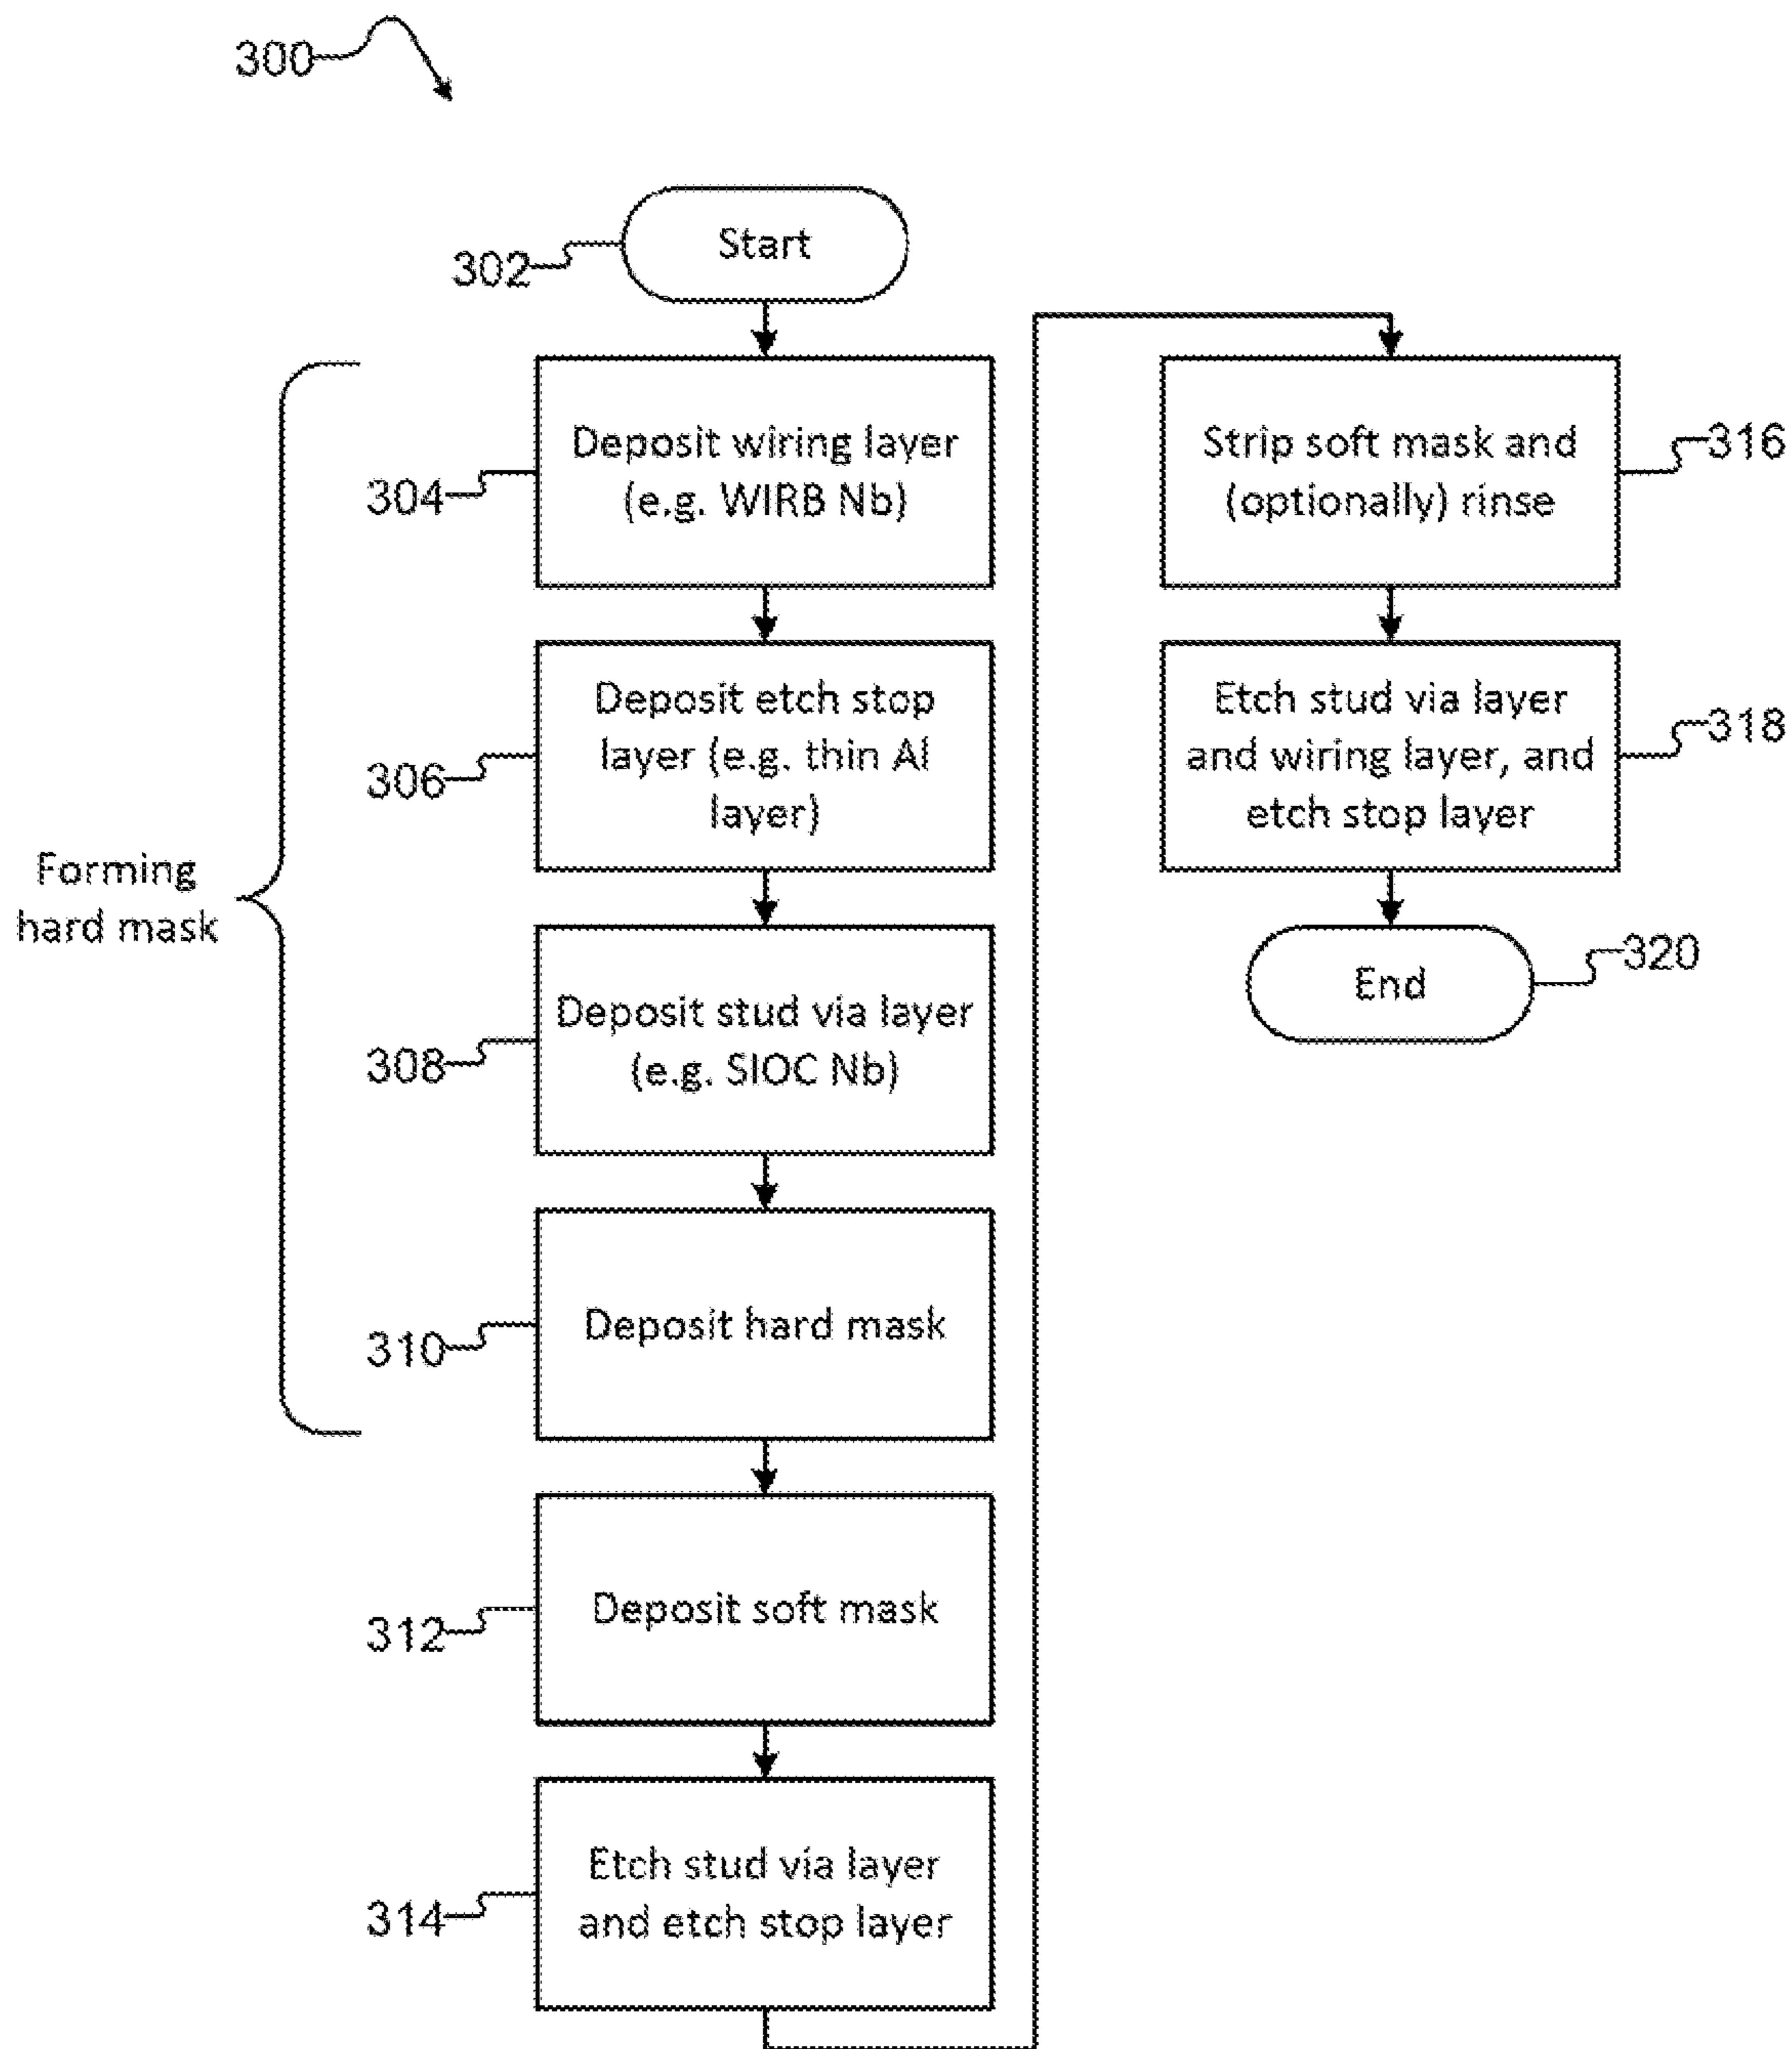 300
Start
302
Deposit wiring layer
(e.g. WIRB Nb)
304
Deposit etch stop
layer (e.g. thin Al
layer)
306
Forming
hard mask
Deposit stud via layer
(e.g. SIOC Nb)
308
Deposit hard mask
310
Deposit soft mask
312
Etch stud via layer
and etch stop layer
314
Strip soft mask and
(optionally) rinse
316
Etch stud via layer
and wiring layer, and
etch stop layer
318
End
320